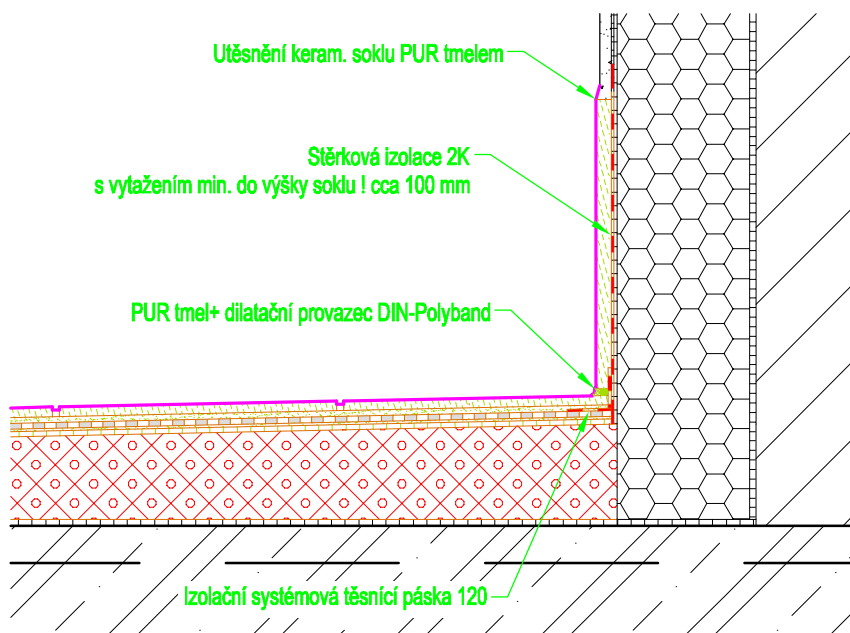 Utěsnění keram. soklu PUR tmelem
Stěrková izolace 2K
s vytažením min. do výšky soklu ! cca 100 mm
PUR tmel+ dilatační provazec DIN-Polyband
Izolační systémová těsnící páska 120